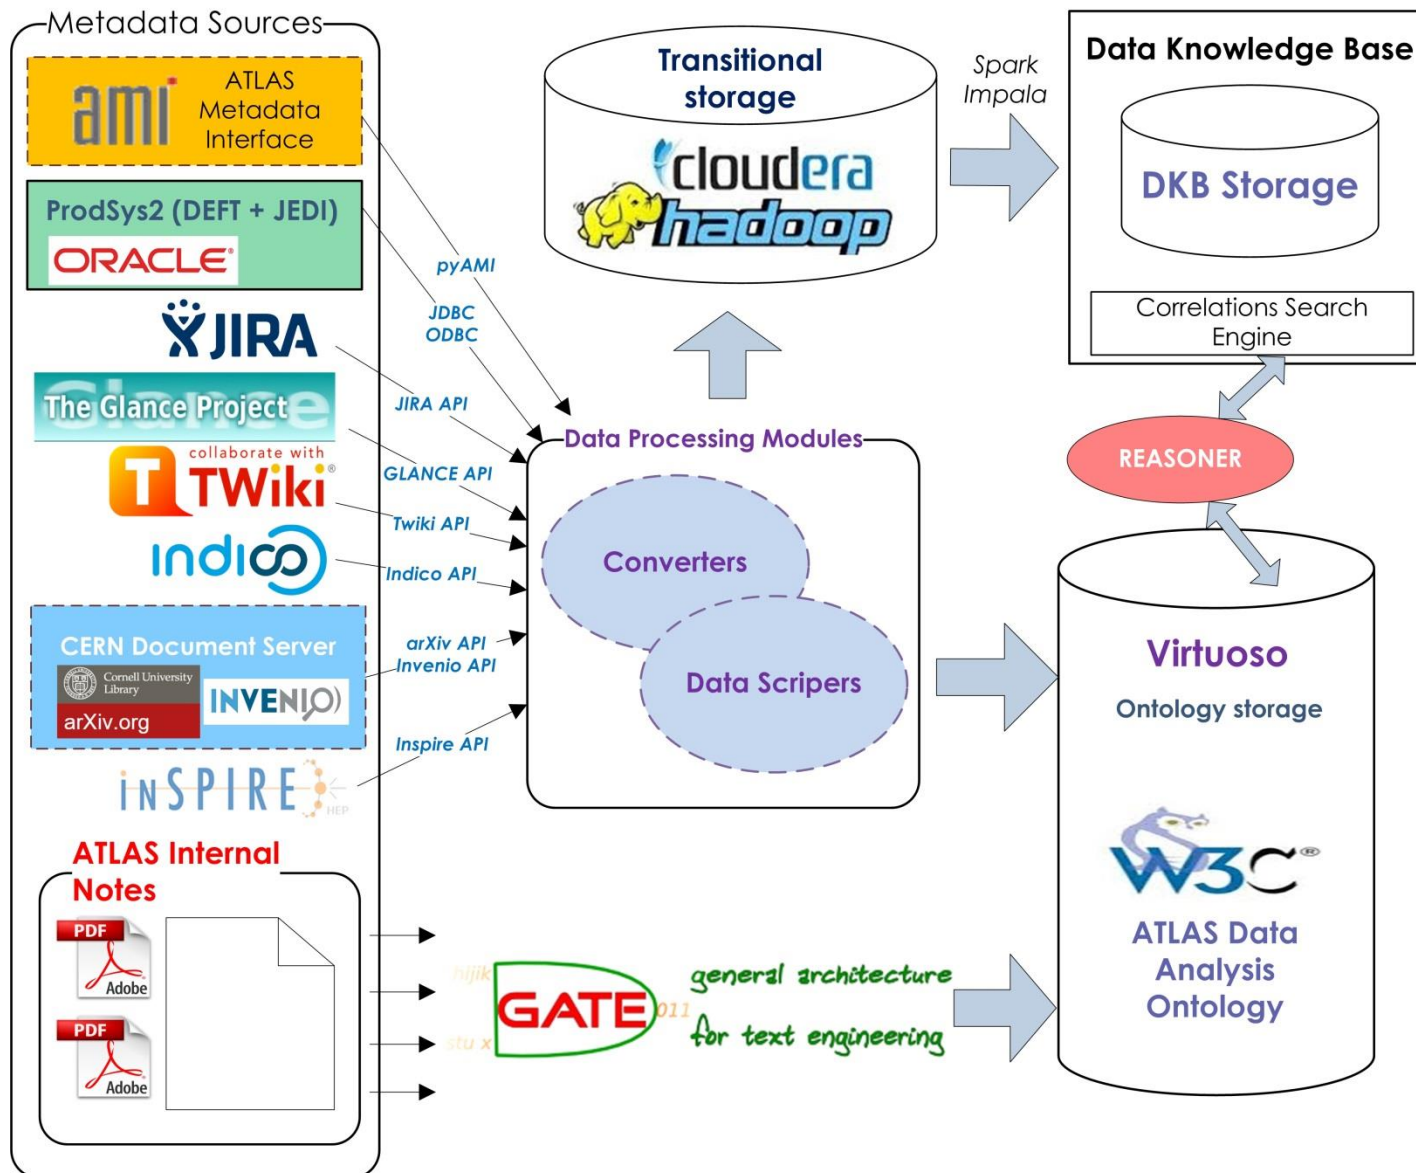 Metadata Sources
ami
ATLAS
Metadata
Interface
ProdSys2 (DEFT + JEDI)
ORACLE®
JIRA
Glance
The Glance Project
collaborate with
T
TWiki®
indico
CERN Document Server
Cornell University
Library
arXiv.org
INVENIO
inSPIRE
HEP
ATLAS Internal
Notes
PDF
Adobe
PDF
Adobe
pyAMI
JDBC
ODBC
JIRA API
GLANCE API
Twiki API
Indico API
arXiv API
Invenio API
Inspire API
Data Processing Modules
Converters
Data Scripers
Transitional
storage
cloudera
hadoop
Spark
Impala
Data Knowledge Base
DKB Storage
Correlations Search
Engine
REASONER
Virtuoso
Ontology storage
W3C®
ATLAS Data
Analysis
Ontology
hijik
GATE
011
stu x
general architecture
for text engineering